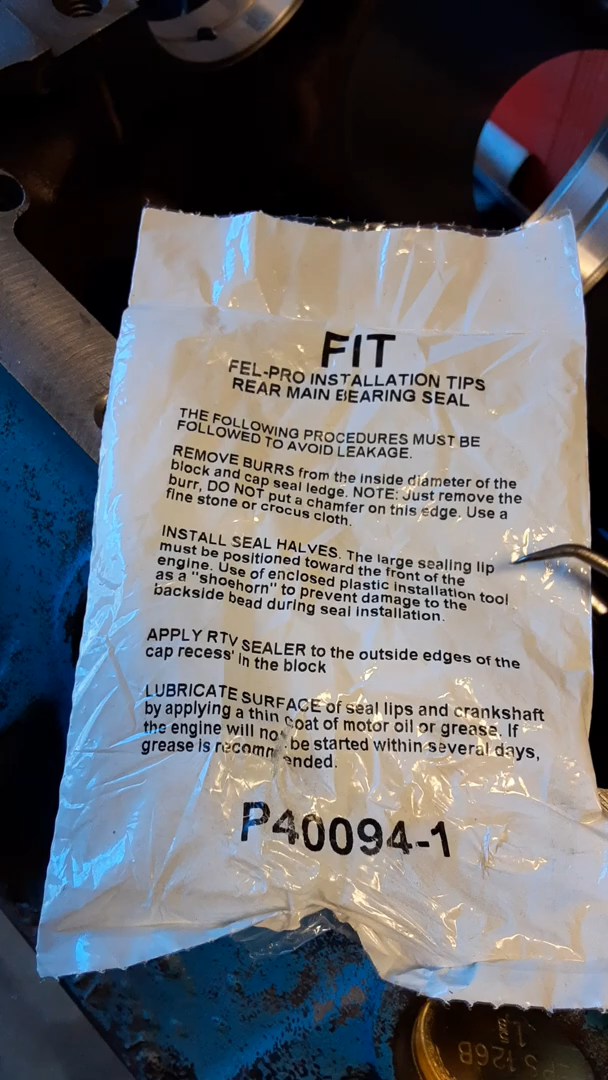 FIT
FEL-PRO INSTALLATION TIPS
REAR MAIN BEARING SEAL
THE FOLLOWING PROCEDURES MUST BE
FOLLOWED TO AVOID LEAKAGE.
REMOVE BURRS from the inside diameter of the
block and cap seal ledge. NOTE: Just remove the
burr, DO NOT put a chamfer on this edge. Use a
fine stone or crocus cloth.
INSTALL SEAL HALVES. The large sealing lip
must be positioned toward the front of the
engine. Use of enclosed plastic installation tool
as a "shoehorn" to prevent damage to the
backside bead during seal installation.
APPLY RTV SEALER to the outside edges of the
cap recess' in the block
LUBRICATE SURFACE of seal lips and crankshaft
by applying a thin coat of motor oil or grease. If
the engine will not be started within several days,
grease is recommended.
P40094-1
126B